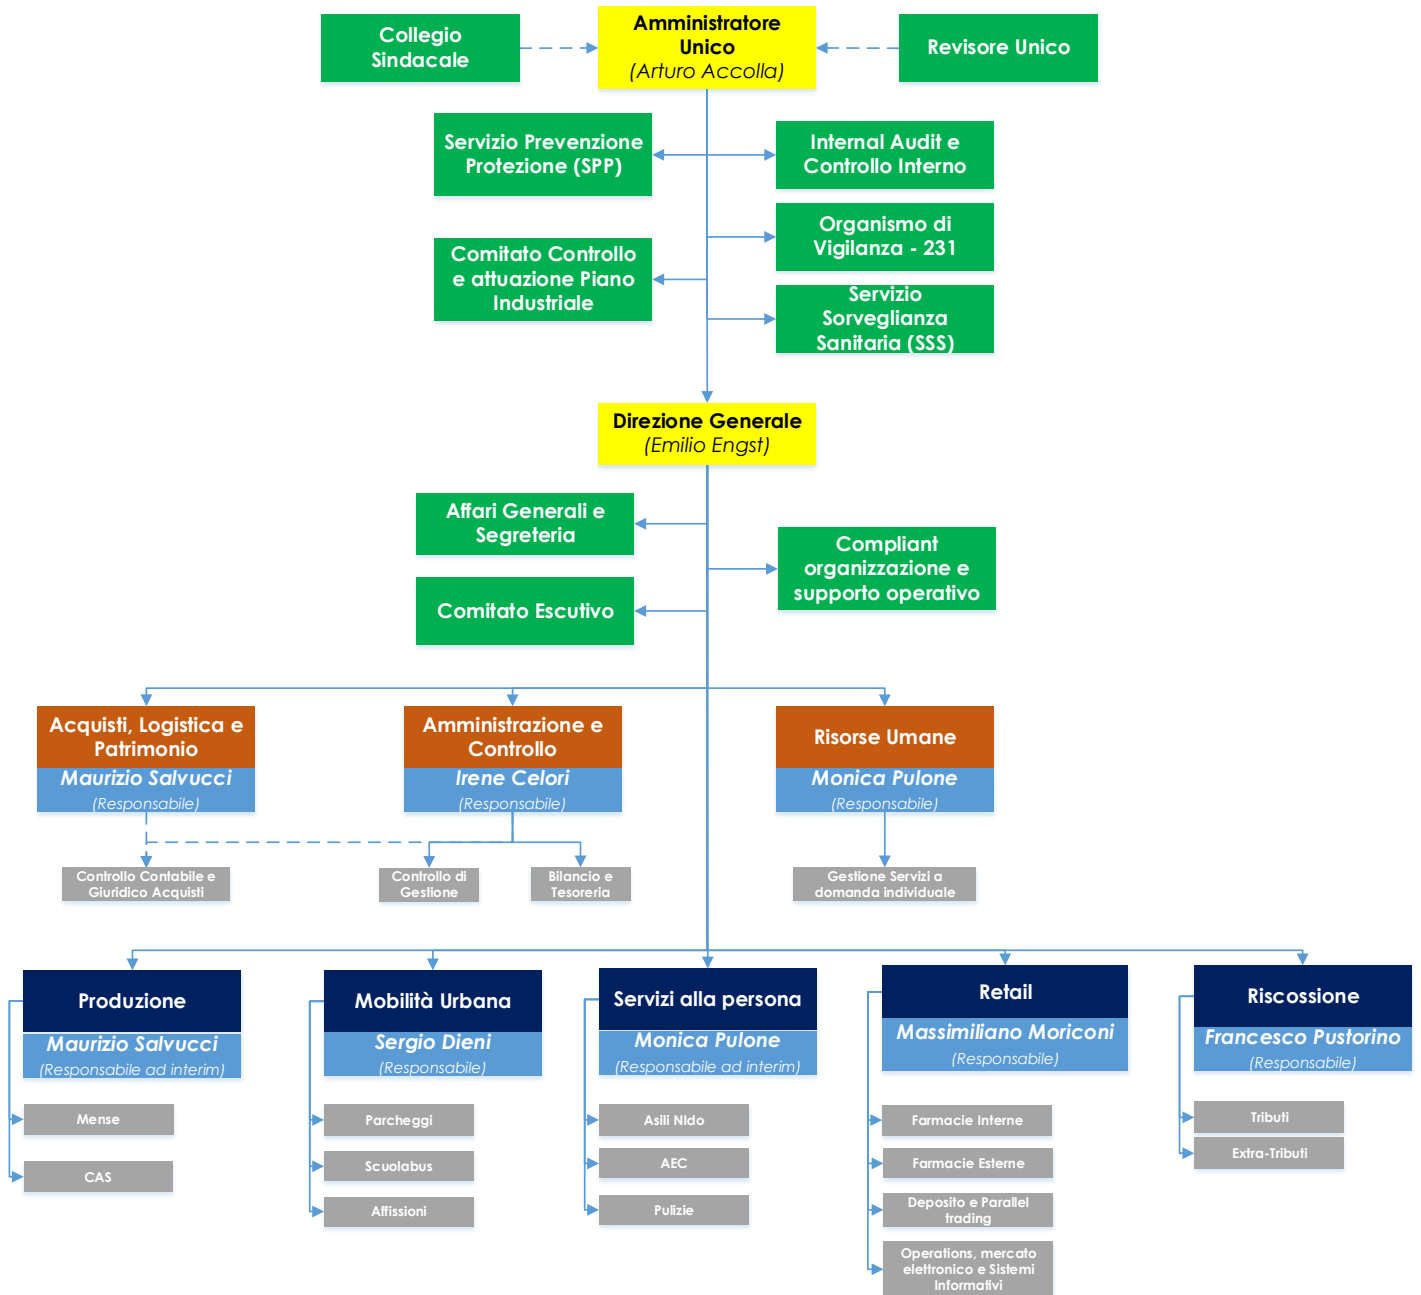 Collegio
Sindacale
Amministratore
Unico
(Arturo Accolla)
Revisore Unico
Servizio Prevenzione
Protezione (SPP)
Internal Audit e
Controllo Interno
Organismo di
Vigilanza - 231
Comitato Controllo
e attuazione Piano
Industriale
Servizio
Sorveglianza
Sanitaria (SSS)
Direzione Generale
(Emilio Engst)
Affari Generali e
Segreteria
Compliant
organizzazione e
supporto operativo
Comitato Escutivo
Acquisti, Logistica e
Patrimonio
Maurizio Salvucci
(Responsabile)
Amministrazione e
Controllo
Irene Celori
(Responsabile)
Risorse Umane
Monica Pulone
(Responsabile)
Controllo Contabile e
Giuridico Acquisti
Controllo di
Gestione
Bilancio e
Tesoreria
Gestione Servizi a
domanda individuale
Produzione
Maurizio Salvucci
(Responsabile ad interim)
Mense
CAS
Mobilità Urbana
Sergio Dieni
(Responsabile)
Parcheggi
Scuolabus
Affissioni
Servizi alla persona
Monica Pulone
(Responsabile ad interim)
Asili NIdo
AEC
Pulizie
Retail
Massimiliano Moriconi
(Responsabile)
Farmacie Interne
Farmacie Esterne
Deposito e Parallel
trading
Operations, mercato
elettronico e Sistemi
Informativi
Riscossione
Francesco Pustorino
(Responsabile)
Tributi
Extra-Tributi